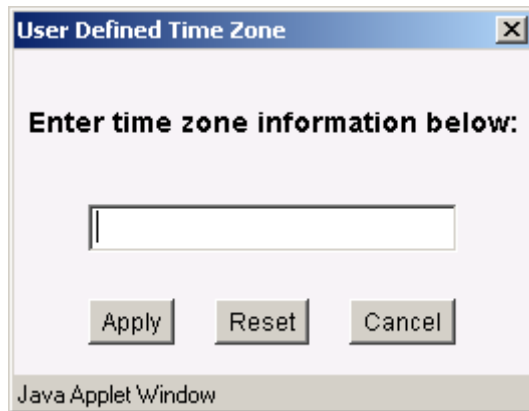 User Defined Time Zone
Enter time zone information below:
Apply Reset Cancel
Java Applet Window